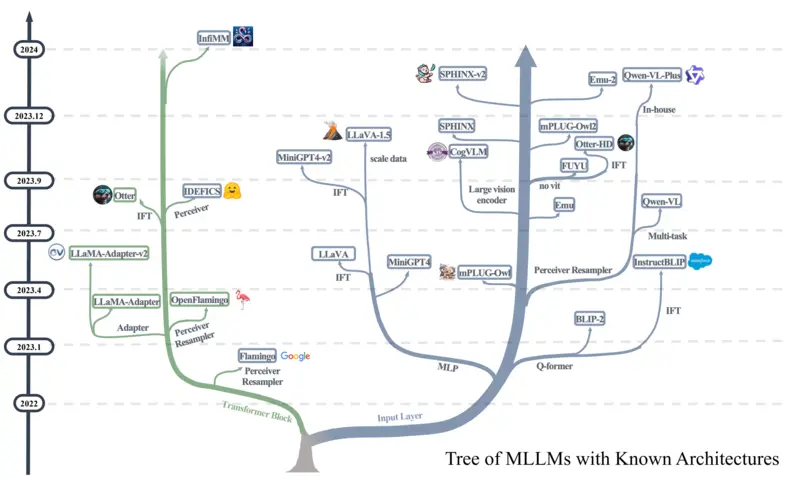 2024
2023.12
2023.9
2023.7
2023.4
2023.1
2022
InfiMM
Otter
IFT
IDEFICS
Perceiver
LLaMA-Adapter-v2
LLaMA-Adapter
Adapter
OpenFlamingo
Perceiver
Resampler
Flamingo
Google
Perceiver
Resampler
Transformer Block
LLaVA-1.5
MiniGPT4-v2
scale data
IFT
LLaVA
IFT
MiniGPT4
MLP
SPHINX-v2
Emu-2
Qwen-VL-Plus
In-house
SPHINX
mPLUG-Owl2
CogVLM
Otter-HD
FUYU
IFT
no vit
Large vision
encoder
Emu
Qwen-VL
Multi-task
mPLUG-Owl
Perceiver Resampler
InstructBLIP
salesforce
IFT
BLIP-2
Q-former
Input Layer
Tree of MLLMs with Known Architectures